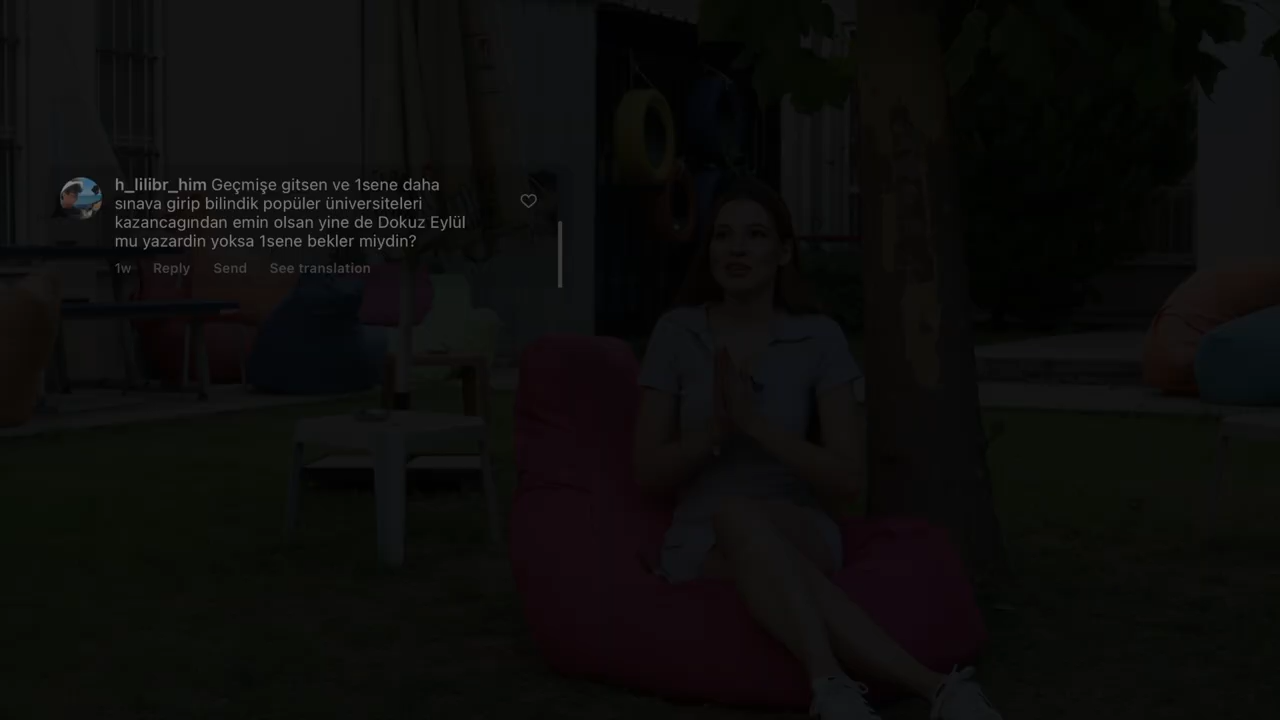 h_lilibr_him Geçmişe gitsen ve 1sene daha
sınava girip bilindik popüler üniversiteleri
kazancagından emin olsan yine de Dokuz Eylül
mu yazardin yoksa 1sene bekler miydin?
1w Reply Send See translation